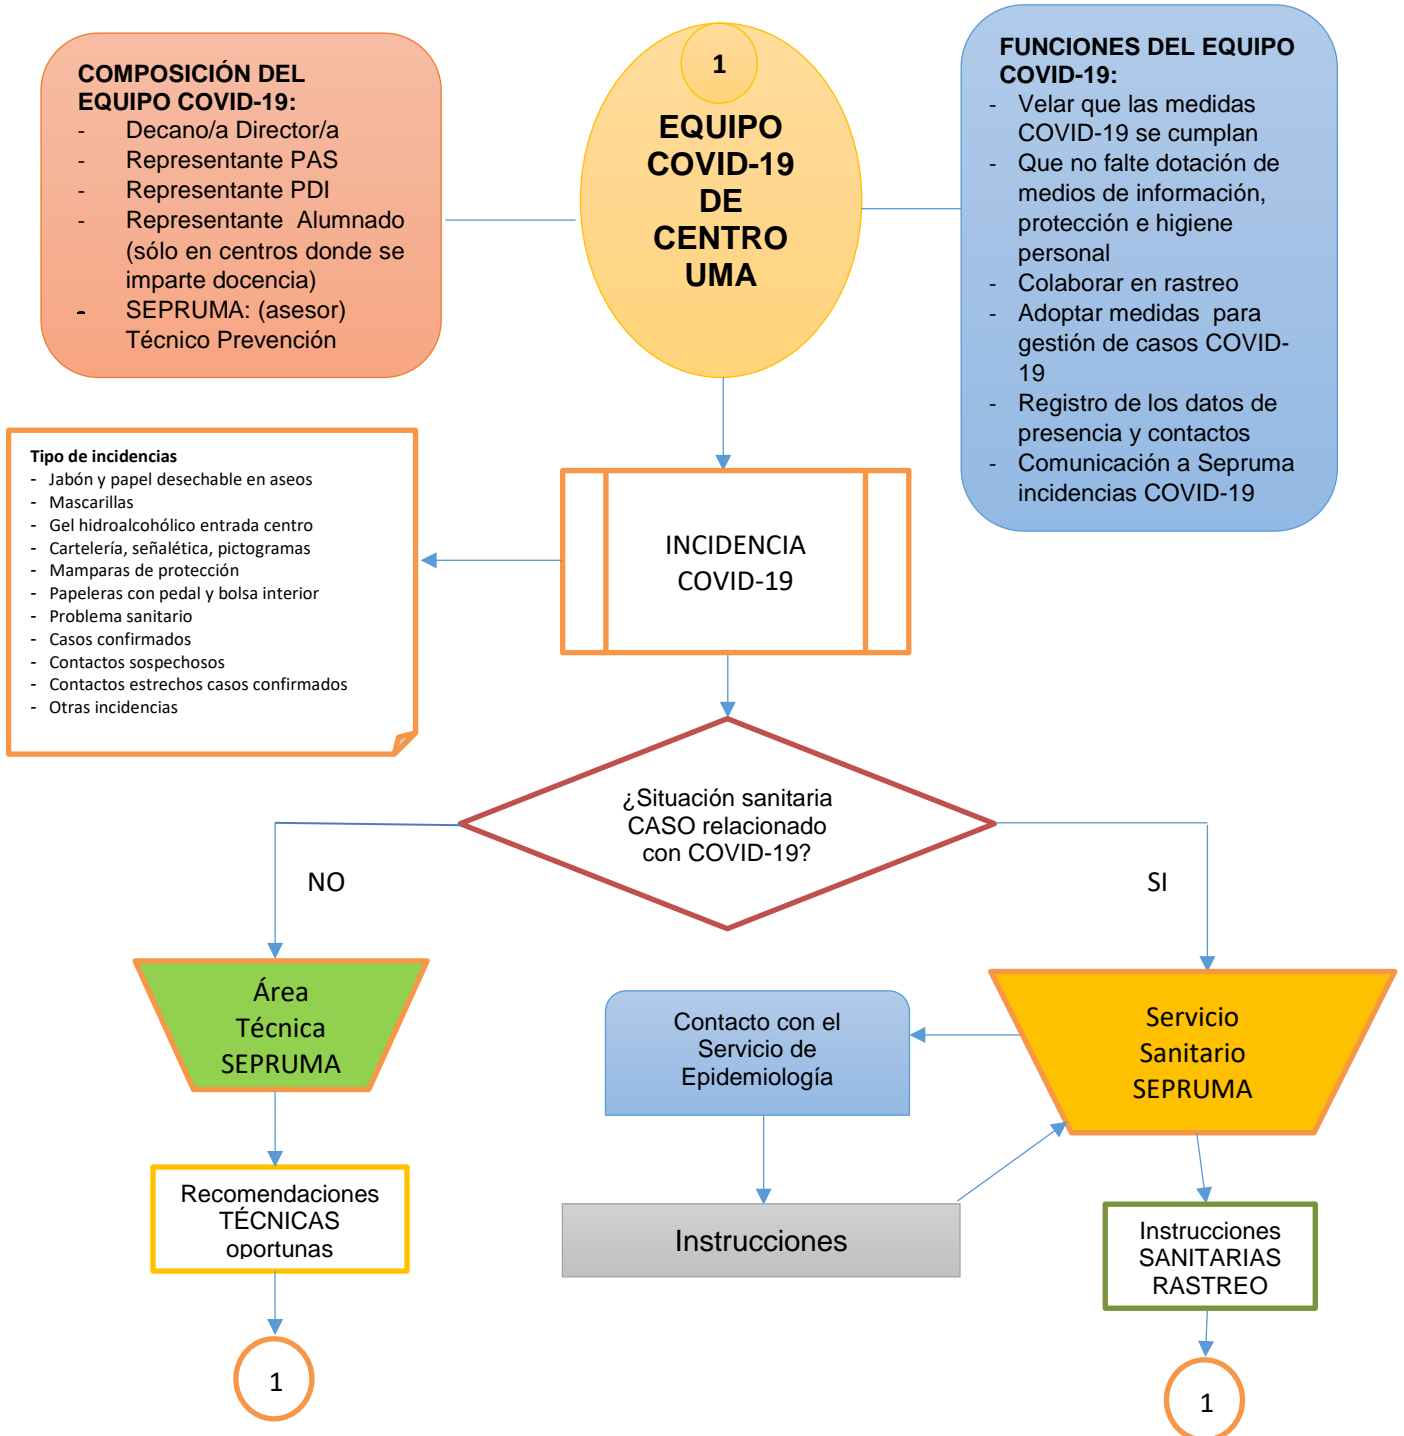 COMPOSICIÓN DEL
EQUIPO COVID-19:
- Decano/a Director/a
- Representante PAS
- Representante PDI
- Representante Alumnado
(sólo en centros donde se
imparte docencia)
- SEPRUMA: (asesor)
Técnico Prevención
1
EQUIPO
COVID-19
DE
CENTRO
UMA
FUNCIONES DEL EQUIPO
COVID-19:
- Velar que las medidas
COVID-19 se cumplan
- Que no falte dotación de
medios de información,
protección e higiene
personal
- Colaborar en rastreo
- Adoptar medidas para
gestión de casos COVID-
19
- Registro de los datos de
presencia y contactos
- Comunicación a Sepruma
incidencias COVID-19
Tipo de incidencias
- Jabón y papel desechable en aseos
- Mascarillas
- Gel hidroalcohólico entrada centro
- Cartelería, señalética, pictogramas
- Mamparas de protección
- Papeleras con pedal y bolsa interior
- Problema sanitario
- Casos confirmados
- Contactos sospechosos
- Contactos estrechos casos confirmados
- Otras incidencias
INCIDENCIA
COVID-19
¿Situación sanitaria
CASO relacionado
con COVID-19?
NO
SI
Área
Técnica
SEPRUMA
Contacto con el
Servicio de
Epidemiología
Servicio
Sanitario
SEPRUMA
Recomendaciones
TÉCNICAS
oportunas
Instrucciones
Instrucciones
SANITARIAS
RASTREO
1
1